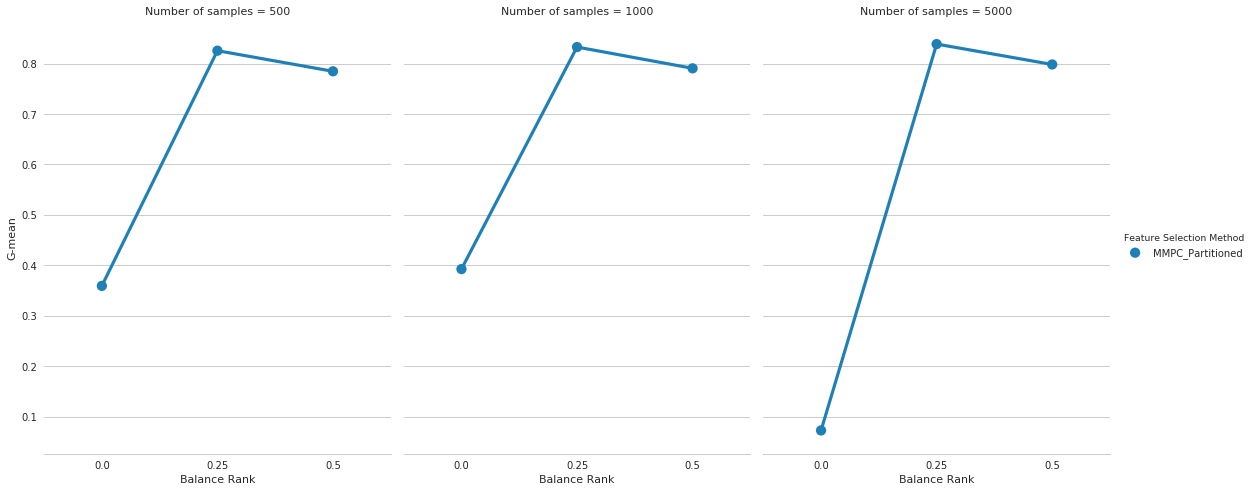 Number of samples = 500
Number of samples = 1000
Number of samples = 5000
G-mean
0.8
0.7
0.6
0.5
0.4
0.3
0.2
0.1
0.0 0.25 0.5
Balance Rank
0.0 0.25 0.5
Balance Rank
0.0 0.25 0.5
Balance Rank
Feature Selection Method
MMPC_Partitioned